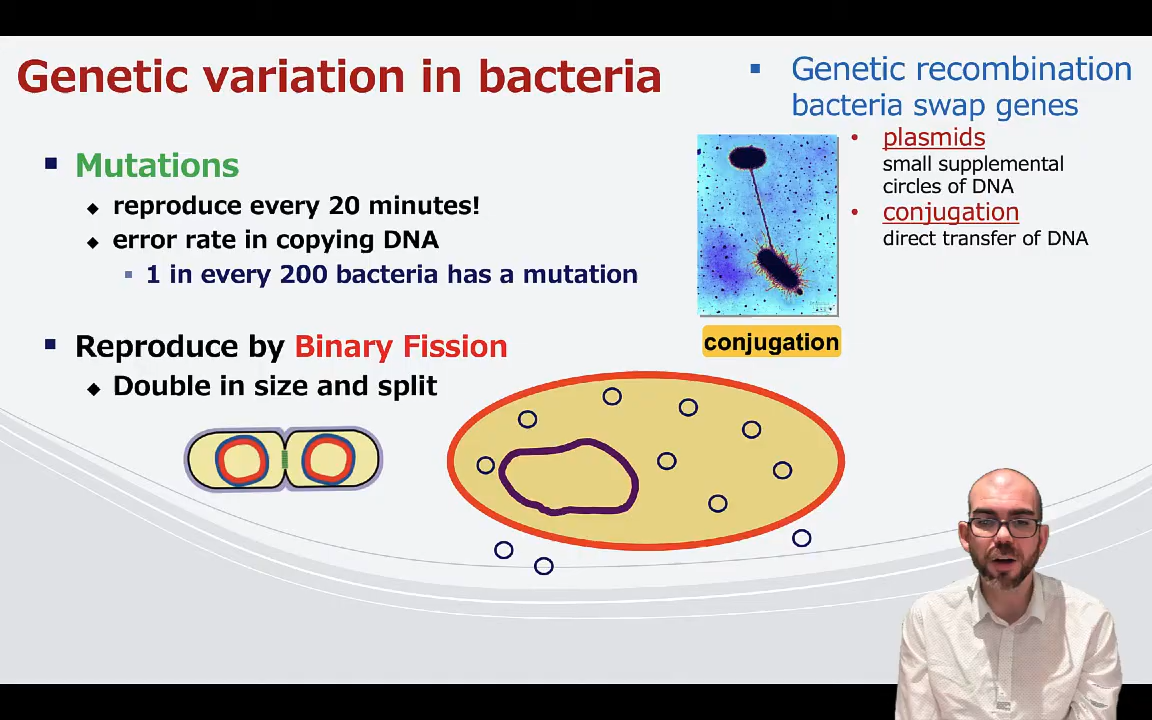 Genetic variation in bacteria
Mutations
reproduce every 20 minutes!
error rate in copying DNA
1 in every 200 bacteria has a mutation
Reproduce by Binary Fission
Double in size and split
Genetic recombination
bacteria swap genes
plasmids
small supplemental
circles of DNA
conjugation
direct transfer of DNA
conjugation